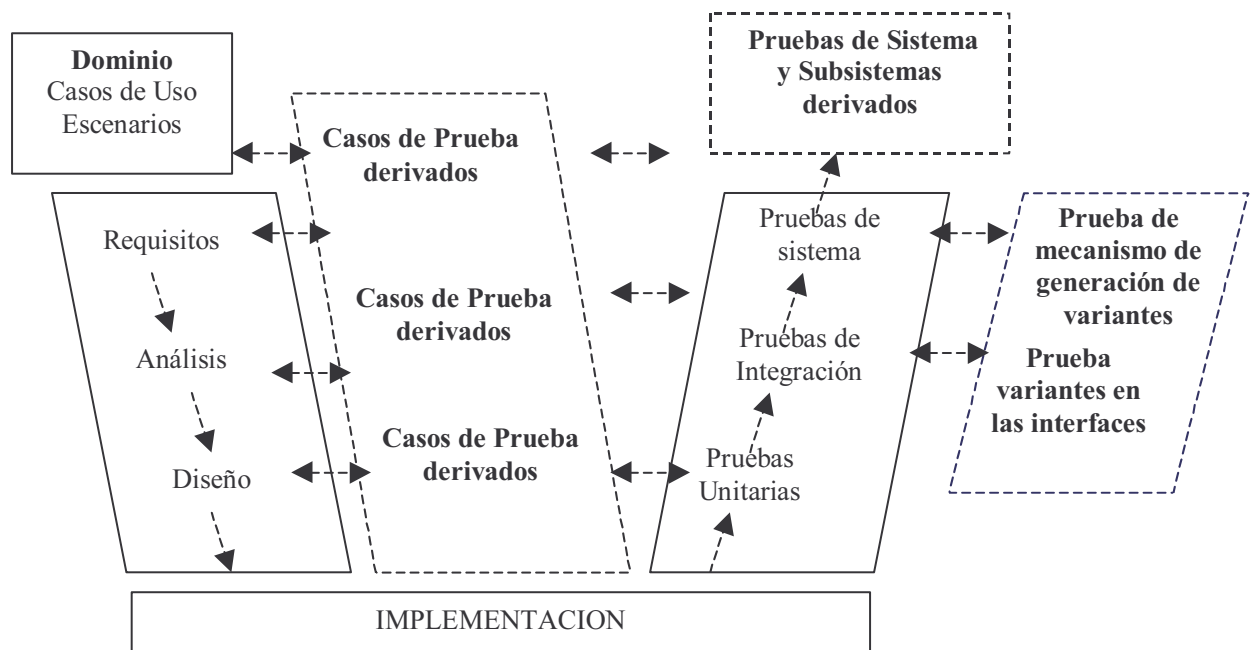 Dominio
Casos de Uso
Escenarios
Casos de Prueba
derivados
Pruebas de Sistema
y Subsistemas
derivados
Requisitos
Análisis
Diseño
Casos de Prueba
derivados
Casos de Prueba
derivados
Pruebas de
sistema
Pruebas de
Integración
Pruebas
Unitarias
Prueba de
mecanismo de
generación de
variantes
Prueba
variantes en
las interfaces
IMPLEMENTACION